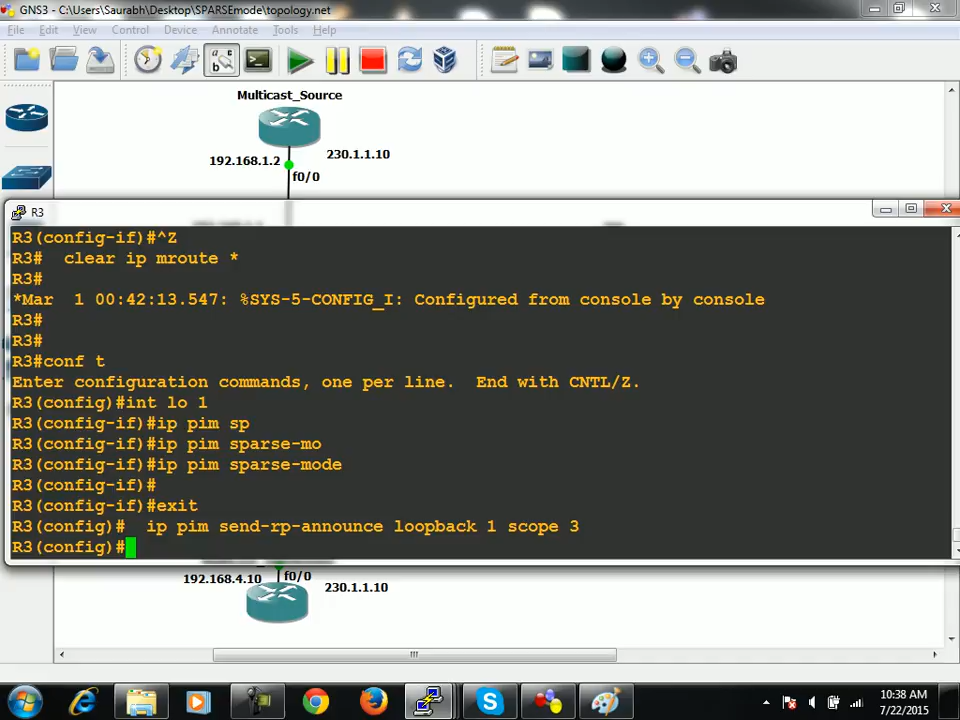 GNS3 - C:\Users\Saurabh\Desktop\SPARSEmode\topology.net
File Edit View Control Device Annotate Tools Help
Multicast_Source
192.168.1.2
230.1.1.10
f0/0
R3
R3(config-if)#^Z
R3#  clear ip mroute *
R3#
*Mar  1 00:42:13.547: %SYS-5-CONFIG_I: Configured from console by console
R3#
R3#
R3#conf t
Enter configuration commands, one per line.  End with CNTL/Z.
R3(config)#int lo 1
R3(config-if)#ip pim sp
R3(config-if)#ip pim sparse-mo
R3(config-if)#ip pim sparse-mode
R3(config-if)#
R3(config-if)#exit
R3(config)#  ip pim send-rp-announce loopback 1 scope 3
R3(config)#
192.168.4.10
f0/0
230.1.1.10
10:38 AM
7/22/2015